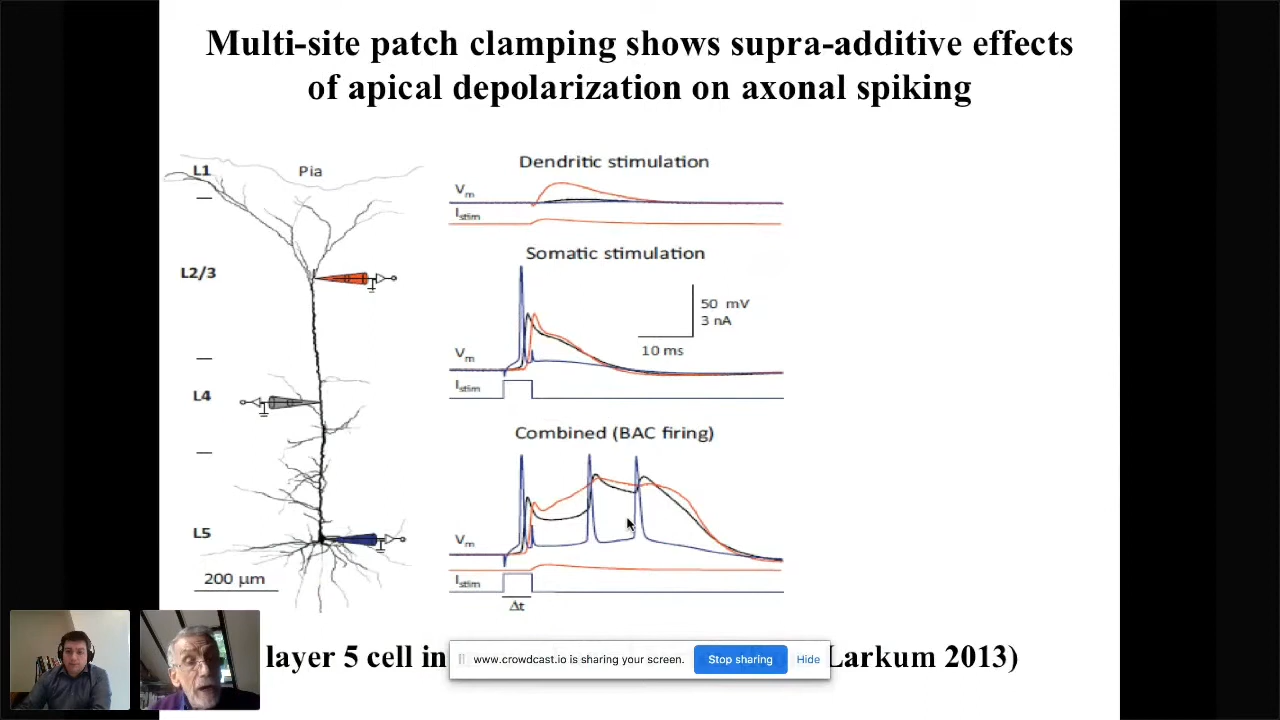 Multi-site patch clamping shows supra-additive effects
of apical depolarization on axonal spiking
L1
Pia
L2/3
L4
L5
200 µm
Dendritic stimulation
Vm
Istim
Somatic stimulation
50 mV
3 nA
10 ms
Vm
Istim
Combined (BAC firing)
Vm
Istim
Δt
layer 5 cell in
Larkum 2013)
www.crowdcast.io is sharing your screen.
Stop sharing
Hide